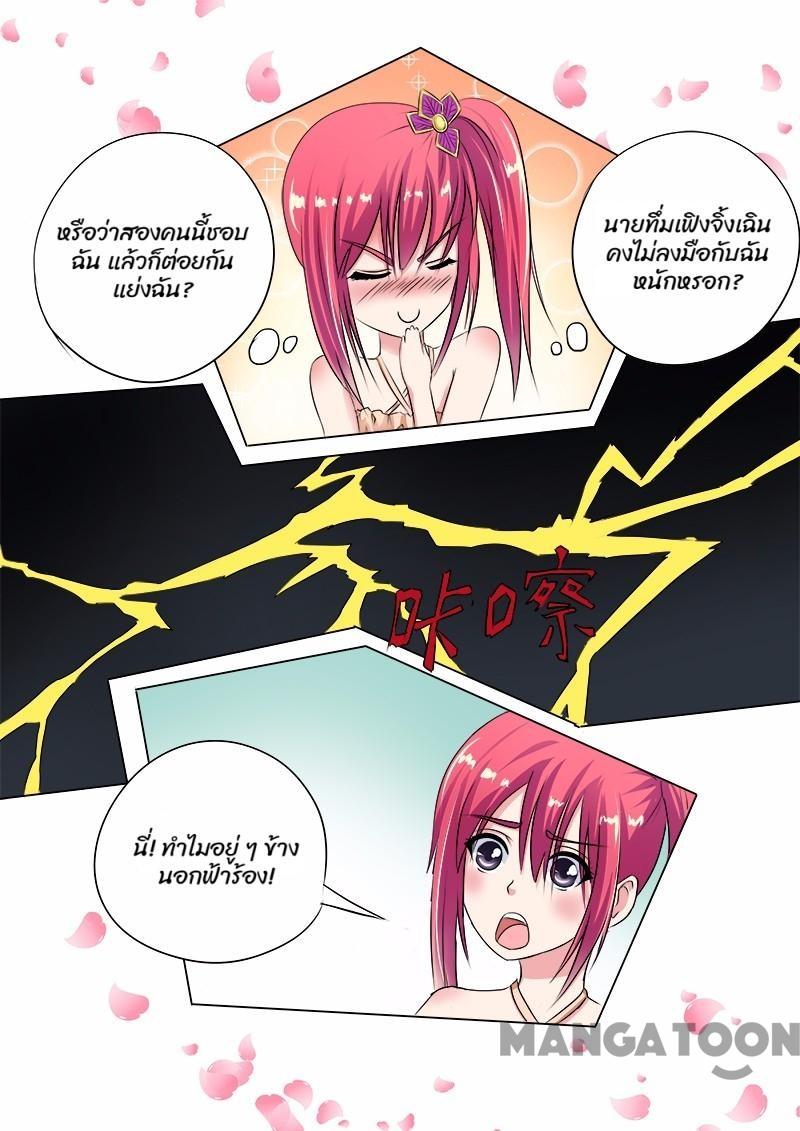 หรือว่าสองคนนี้ชอบ
ฉัน แล้วก็ต่อยกัน
แย่งฉัน?
นายทึ่มเฟิงจิ้งเฉิน
คงไม่ลงมือกับฉัน
หนักหรอก?
咔嚓
นี่! ทำไมอยู่ ๆ ข้าง
นอกฟ้าร้อง!
MANGATOON